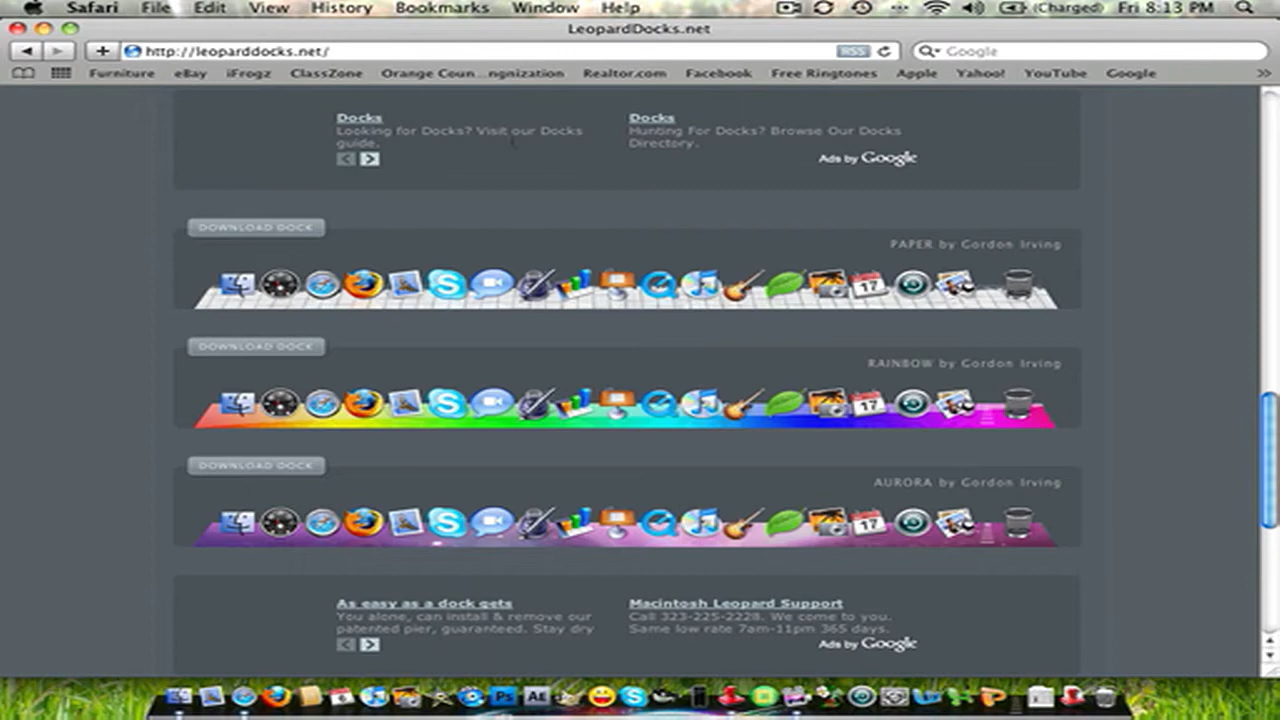 Safari File Edit View History Bookmarks Window Help (Charged) Fri 8:13 PM
LeopardDocks.net
http://leoparddocks.net/ RSS Google
Furniture eBay iFrogz ClassZone Orange Coun...ngnization Realtor.com Facebook Free Ringtones Apple Yahoo! YouTube Google
Docks Docks
Looking for Docks? Visit our Docks Hunting For Docks? Browse Our Docks
guide. Directory.
Ads by Google
DOWNLOAD DOCK
PAPER by Gordon Irving
17
DOWNLOAD DOCK
RAINBOW by Gordon Irving
17
DOWNLOAD DOCK
AURORA by Gordon Irving
17
As easy as a dock gets Macintosh Leopard Support
You alone, can install & remove our Call 323-225-2228. We come to you.
patented pier, guaranteed. Stay dry Same low rate 7am-11pm 365 days.
Ads by Google
Ps AE